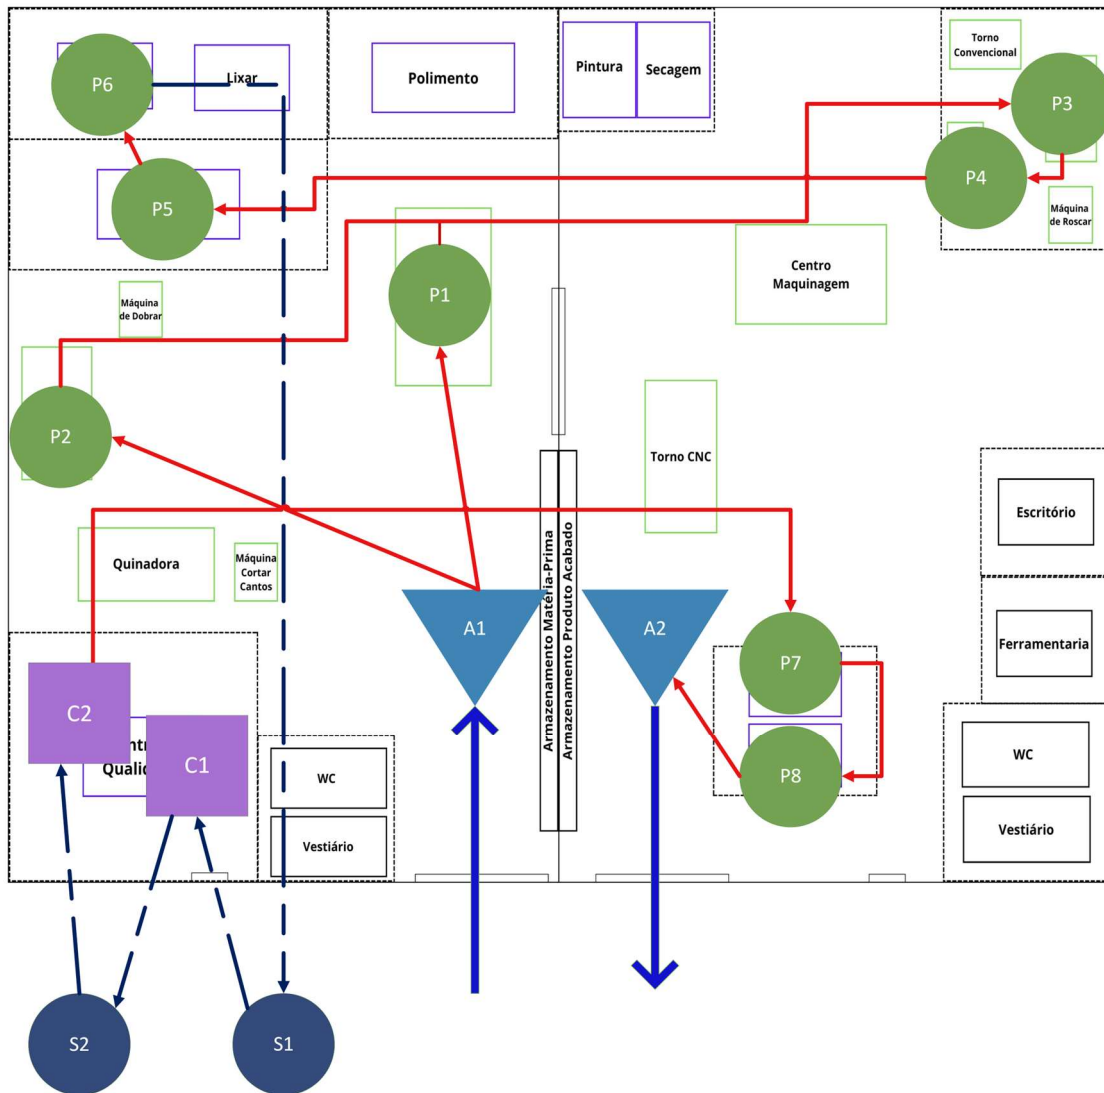 P6
Lixar
Polimento
Pintura
Secagem
Torno
Convencional
P3
P4
P5
Máquina
de Roscar
Centro
Maquinagem
P1
Máquina
de Dobrar
P2
Torno CNC
Escritório
Quinadora
Máquina
Cortar
Cantos
Armazenamento Matéria-Prima
Armazenamento Produto Acabado
A1
A2
Ferramentaria
P7
C2
C1
P8
WC
Vestiário
WC
Vestiário
S2
S1